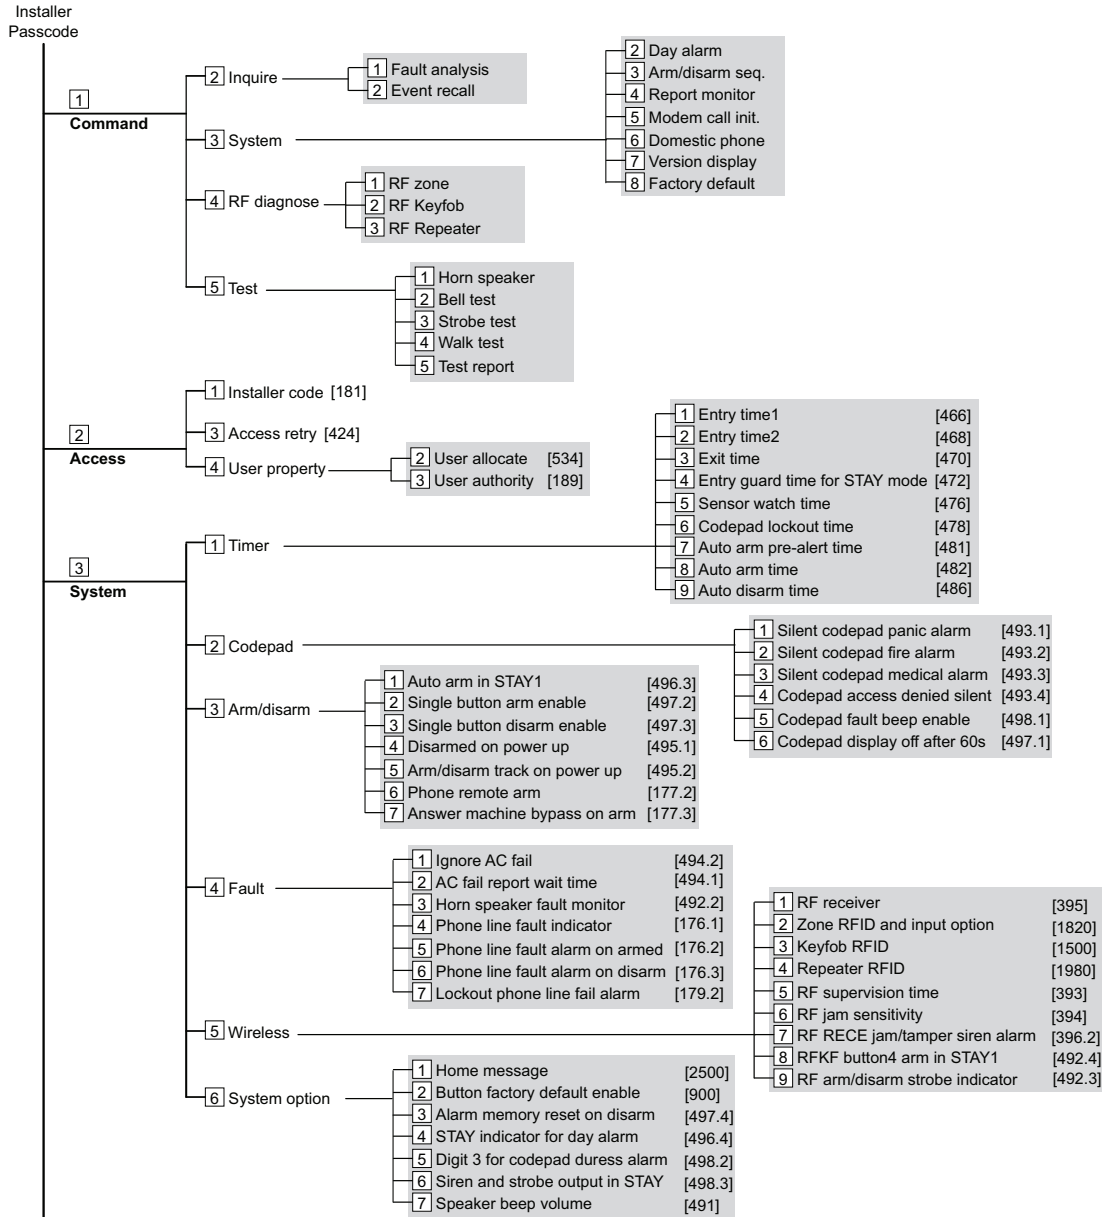 Installer
Passcode
1
Command
2 Inquire
1 Fault analysis
2 Event recall
3 System
2 Day alarm
3 Arm/disarm seq.
4 Report monitor
5 Modem call init.
6 Domestic phone
7 Version display
8 Factory default
4 RF diagnose
1 RF zone
2 RF Keyfob
3 RF Repeater
5 Test
1 Horn speaker
2 Bell test
3 Strobe test
4 Walk test
5 Test report
2
Access
1 Installer code [181]
3 Access retry [424]
4 User property
2 User allocate [534]
3 User authority [189]
3
System
1 Timer
1 Entry time1 [466]
2 Entry time2 [468]
3 Exit time [470]
4 Entry guard time for STAY mode [472]
5 Sensor watch time [476]
6 Codepad lockout time [478]
7 Auto arm pre-alert time [481]
8 Auto arm time [482]
9 Auto disarm time [486]
2 Codepad
1 Silent codepad panic alarm [493.1]
2 Silent codepad fire alarm [493.2]
3 Silent codepad medical alarm [493.3]
4 Codepad access denied silent [493.4]
5 Codepad fault beep enable [498.1]
6 Codepad display off after 60s [497.1]
3 Arm/disarm
1 Auto arm in STAY1 [496.3]
2 Single button arm enable [497.2]
3 Single button disarm enable [497.3]
4 Disarmed on power up [495.1]
5 Arm/disarm track on power up [495.2]
6 Phone remote arm [177.2]
7 Answer machine bypass on arm [177.3]
4 Fault
1 Ignore AC fail [494.2]
2 AC fail report wait time [494.1]
3 Horn speaker fault monitor [492.2]
4 Phone line fault indicator [176.1]
5 Phone line fault alarm on armed [176.2]
6 Phone line fault alarm on disarm [176.3]
7 Lockout phone line fail alarm [179.2]
5 Wireless
1 RF receiver [395]
2 Zone RFID and input option [1820]
3 Keyfob RFID [1500]
4 Repeater RFID [1980]
5 RF supervision time [393]
6 RF jam sensitivity [394]
7 RF RECE jam/tamper siren alarm [396.2]
8 RFKF button4 arm in STAY1 [492.4]
9 RF arm/disarm strobe indicator [492.3]
6 System option
1 Home message [2500]
2 Button factory default enable [900]
3 Alarm memory reset on disarm [497.4]
4 STAY indicator for day alarm [496.4]
5 Digit 3 for codepad duress alarm [498.2]
6 Siren and strobe output in STAY [498.3]
7 Speaker beep volume [491]